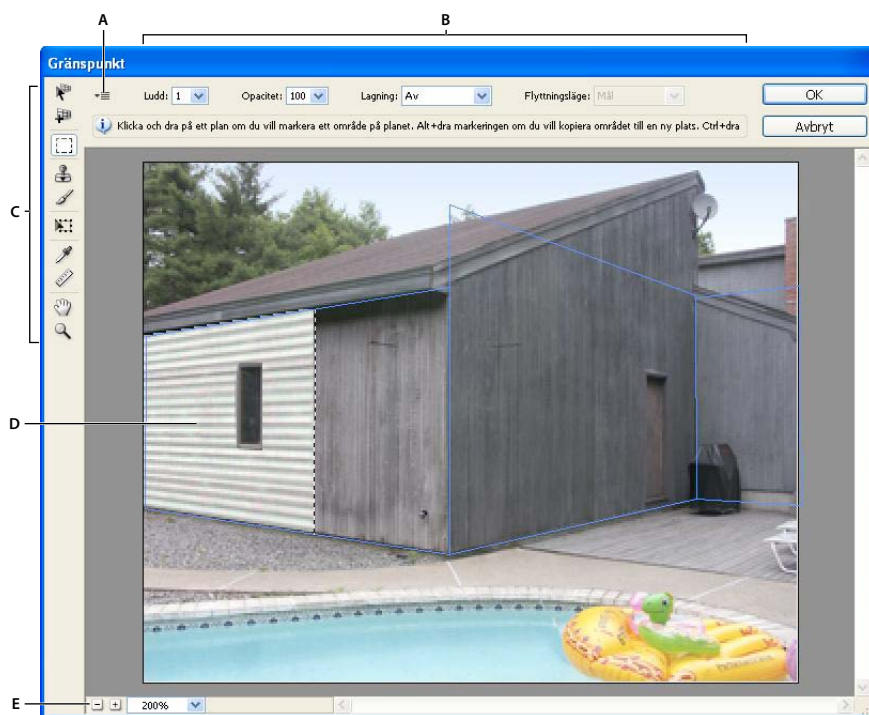 A
B
Gränspunkt
Ludd: 1 Opacitet: 100 Lagning: Av Flyttningsläge: Mål OK
Klicka och dra på ett plan om du vill markera ett område på planet. Alt+dra markeringen om du vill kopiera området till en ny plats. Ctrl+dra Avbryt
C
D
E
200%